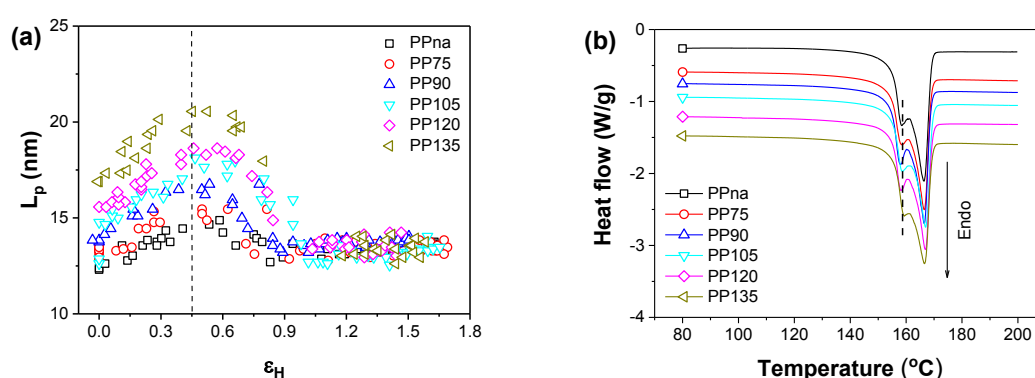 (a)
25
20
15
10
Lp (nm)
0.0 0.3 0.6 0.9 1.2 1.5 1.8
εH
PPna
PP75
PP90
PP105
PP120
PP135
(b)
0
-1
-2
-3
-4
Heat flow (W/g)
80 100 120 140 160 180 200
Temperature (°C)
PPna
PP75
PP90
PP105
PP120
PP135
Endo